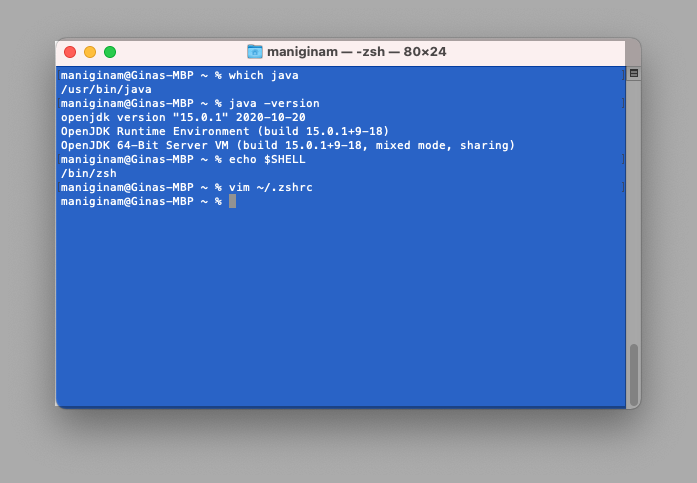 maniginam — -zsh — 80×24
maniginam@Ginas-MBP ~ % which java
/usr/bin/java
maniginam@Ginas-MBP ~ % java -version
openjdk version "15.0.1" 2020-10-20
OpenJDK Runtime Environment (build 15.0.1+9-18)
OpenJDK 64-Bit Server VM (build 15.0.1+9-18, mixed mode, sharing)
maniginam@Ginas-MBP ~ % echo $SHELL
/bin/zsh
maniginam@Ginas-MBP ~ % vim ~/.zshrc
maniginam@Ginas-MBP ~ %